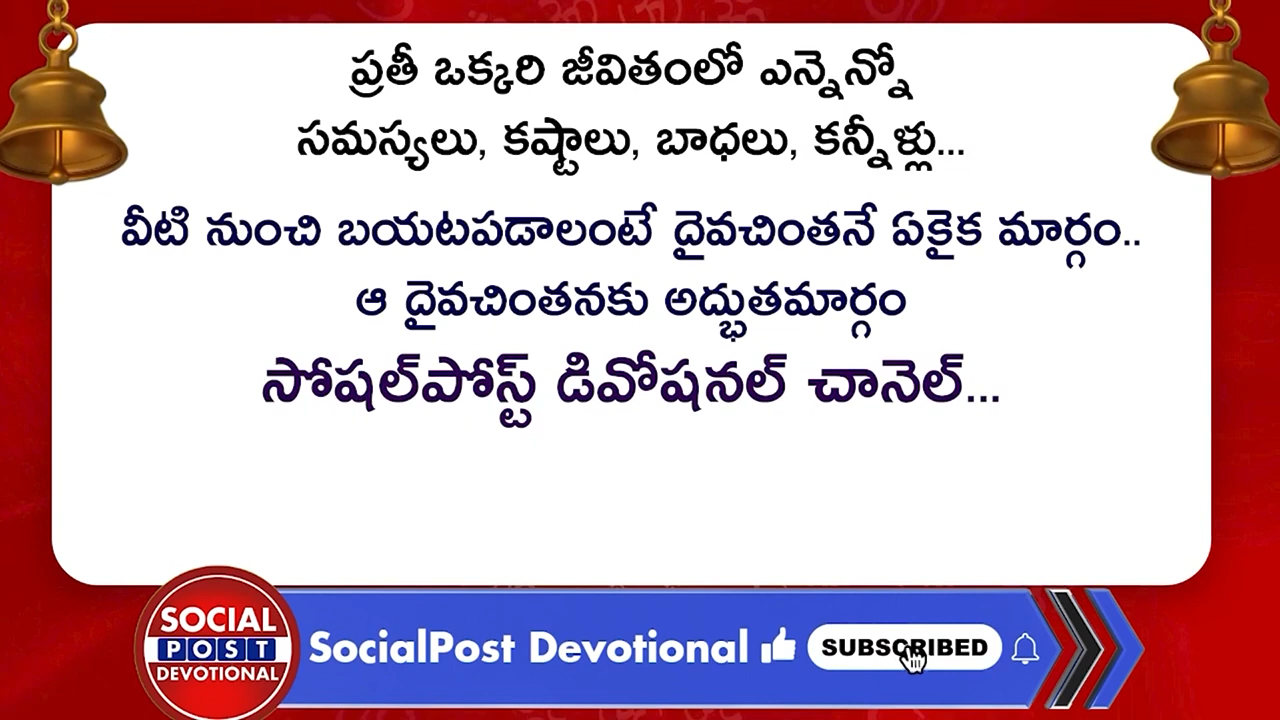 ప్రతీ ఒక్కరి జీవితంలో ఎన్నెన్నో
సమస్యలు, కష్టాలు, బాధలు, కన్నీళ్లు...
వీటి నుంచి బయటపడాలంటే దైవచింతనే ఏకైక మార్గం..
ఆ దైవచింతనకు అద్భుతమార్గం
సోషల్‌పోస్ట్ డివోషనల్ చానెల్...
SOCIAL
POST
DEVOTIONAL
SocialPost Devotional
SUBSCRIBED